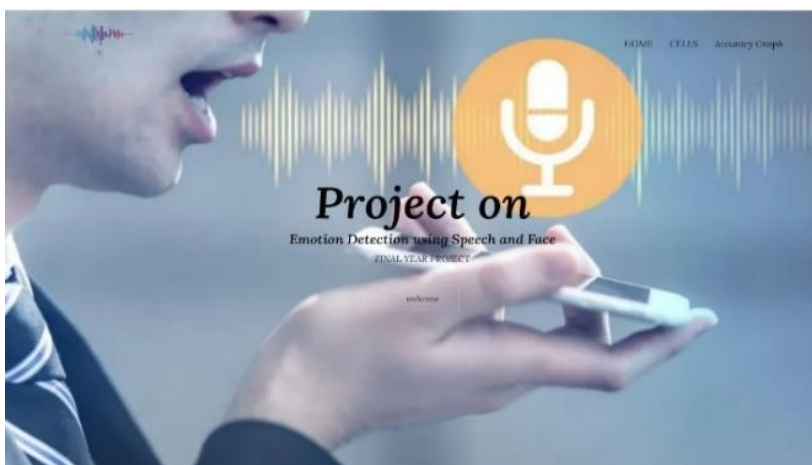 HOME CELLS Accuracy Graph
Project on
Emotion Detection using Speech and Face
FINAL YEAR PROJECT
welcome